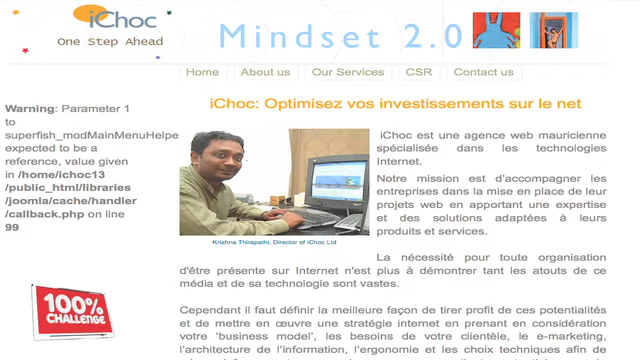 iChoc
One Step Ahead
Mindset 2.0
Home
About us
Our Services
CSR
Contact us
Warning: Parameter 1
to
superfish_modMainMenuHelpe
expected to be a
reference, value given
in /home/ichoc13
/public_html/libraries
/joomla/cache/handler
/callback.php on line
99
100%
CHALLENGE
iChoc: Optimisez vos investissements sur le net
Krishna Thirapathi, Director of iChoc Ltd
iChoc est une agence web mauricienne
spécialisée dans les technologies
Internet.
Notre mission est d'accompagner les
entreprises dans la mise en place de leur
projets web en apportant une expertise
et des solutions adaptées à leurs
produits et services.
La nécessité pour toute organisation
d'être présente sur Internet n'est plus à démontrer tant les atouts de ce
média et de sa technologie sont vastes.
Cependant il faut définir la meilleure façon de tirer profit de ces potentialités
et de mettre en œuvre une stratégie internet en prenant en considération
votre 'business model', les besoins de votre clientèle, le e-marketing,
l'architecture de l'information, l'ergonomie et les choix techniques afin de